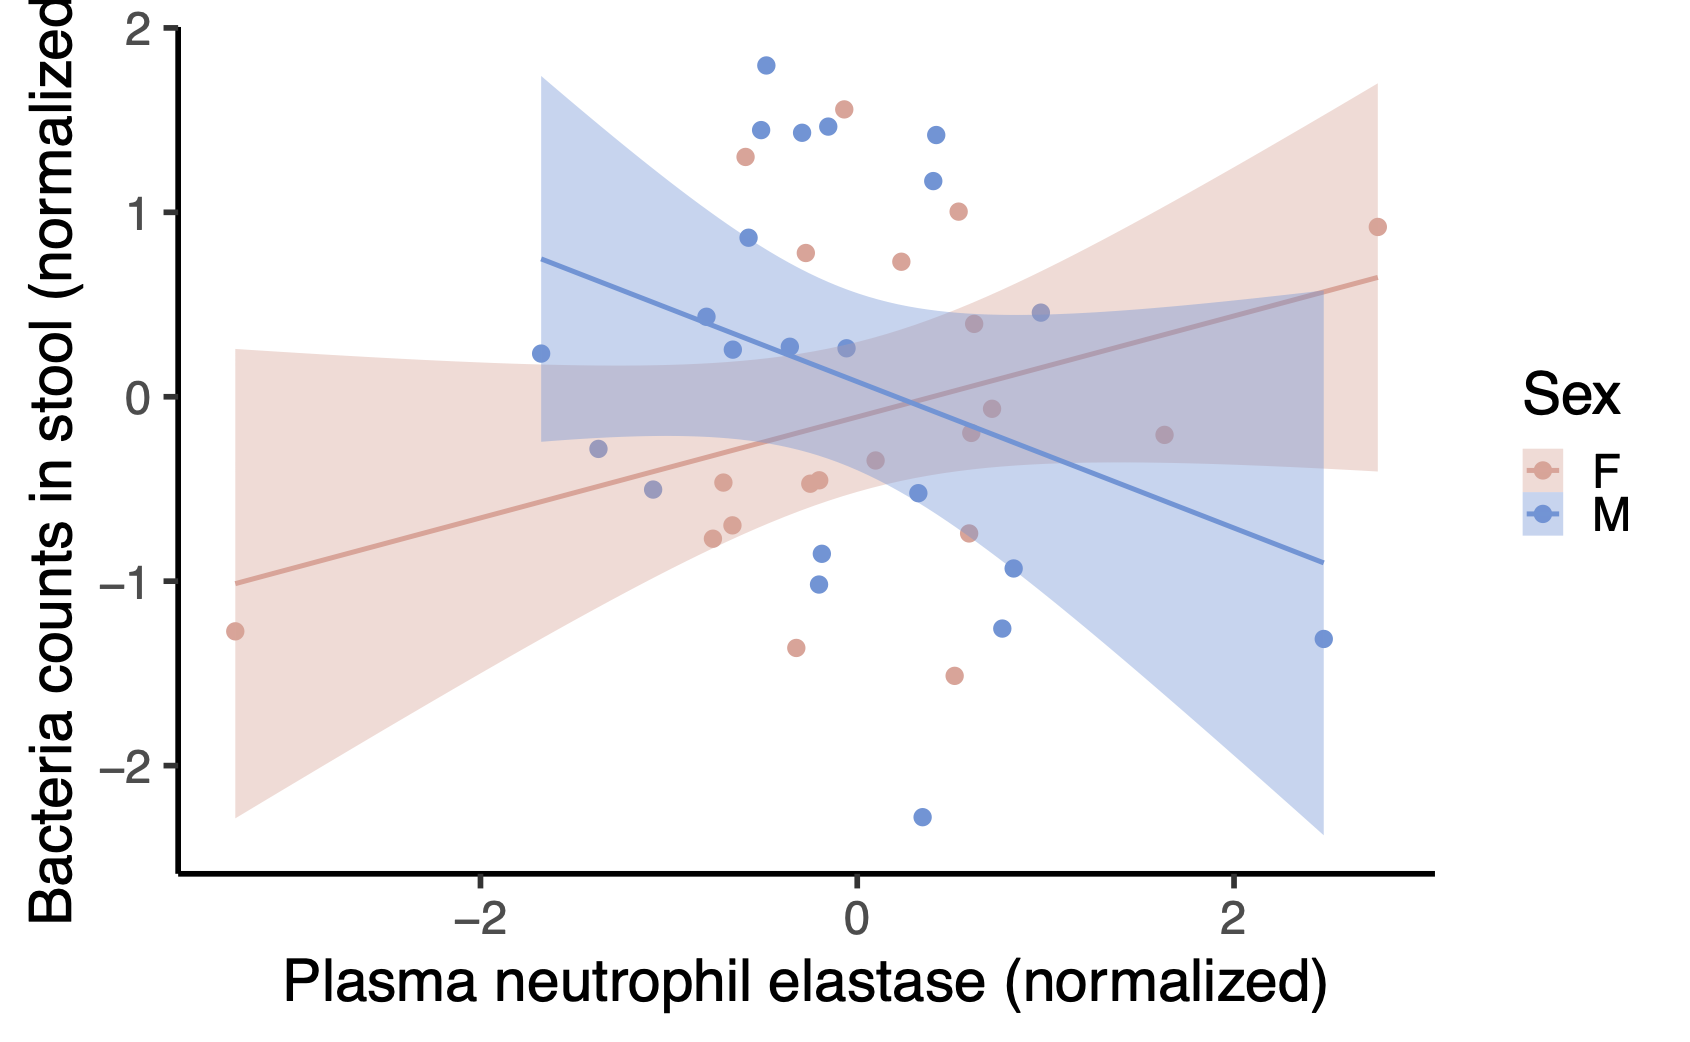 Bacteria counts in stool (normalized
2
1
0
−1
−2
−2 0 2
Plasma neutrophil elastase (normalized)
Sex
F
M